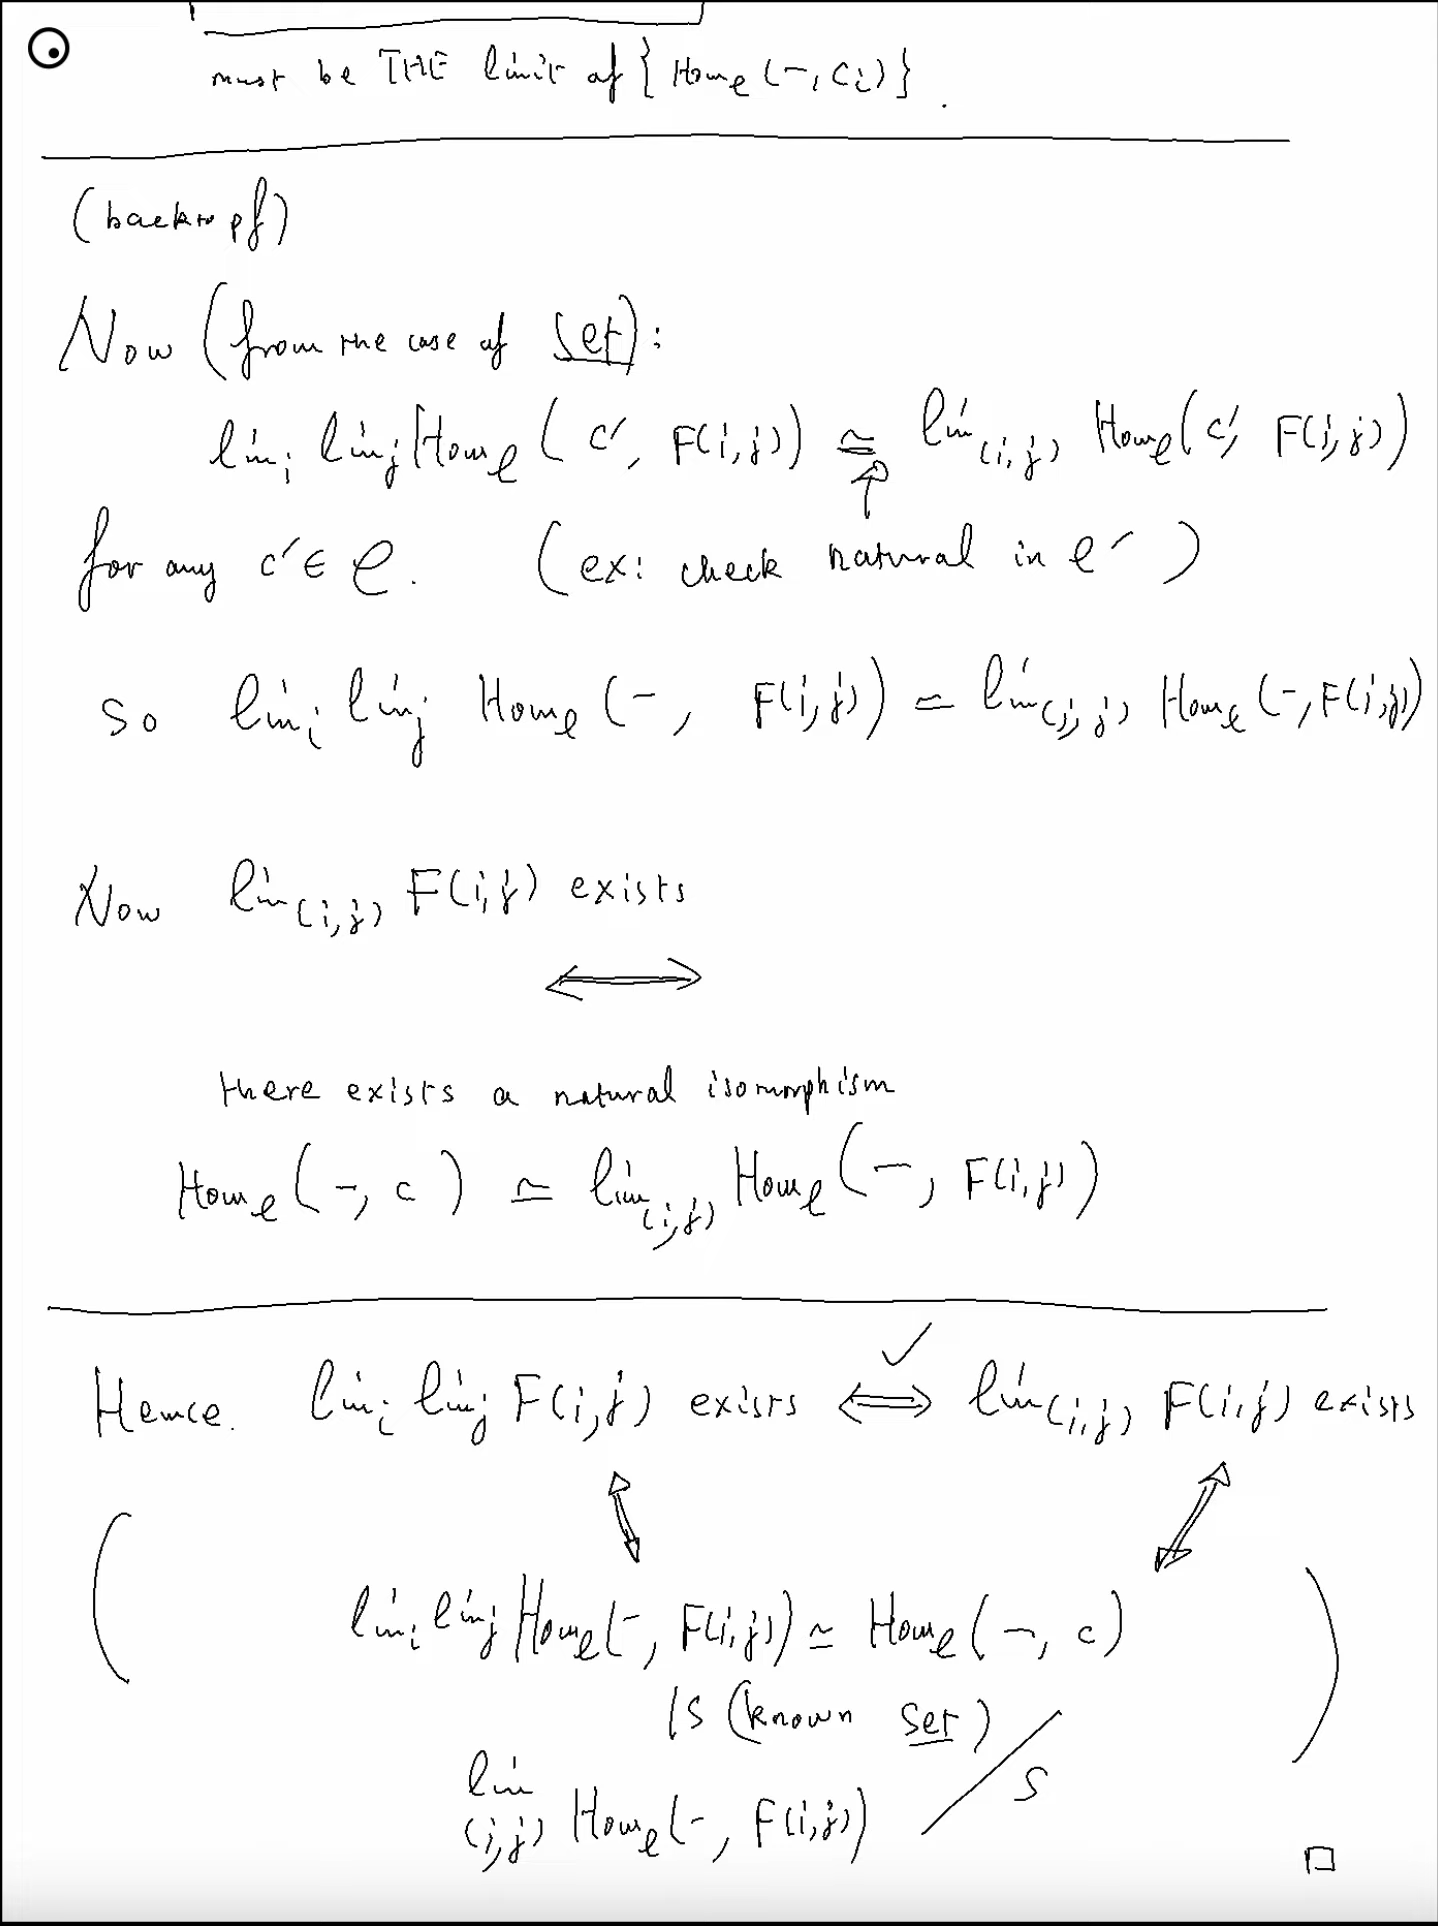 must be THE limit of { Hom_C (-, c_i) } .
(back to pf)
Now (from the case of Set) :
lim_i lim_j Hom_C ( c', F(i,j) ) ≃ lim_(i,j) Hom_C ( c', F(i,j) )
for any c' ∈ C. (ex: check natural in c' )
So lim_i lim_j Hom_C (-, F(i,j)) ≃ lim_(i,j) Hom_C (-, F(i,j))
Now lim_(i,j) F(i,j) exists
⟺
there exists a natural isomorphism
Hom_C (-, c) ≃ lim_(i,j) Hom_C (-, F(i,j))
Hence. lim_i lim_j F(i,j) exists ⟺ lim_(i,j) F(i,j) exists
✓
( lim_i lim_j Hom_C (-, F(i,j)) ≃ Hom_C (-, c) )
IS (known Set)
lim_(i,j) Hom_C (-, F(i,j)) / S
□